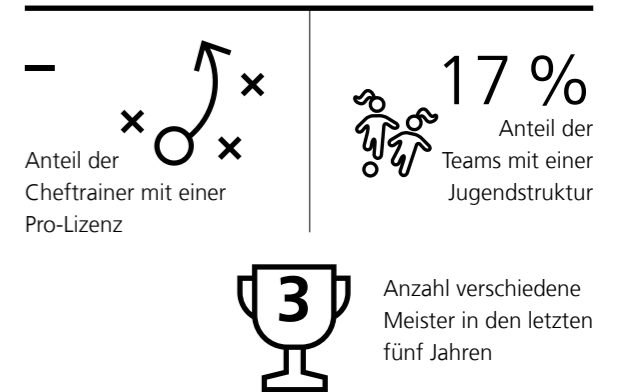 –
Anteil der
Cheftrainer mit einer
Pro-Lizenz
17 %
Anteil der
Teams mit einer
Jugendstruktur
3
Anzahl verschiedene
Meister in den letzten
fünf Jahren